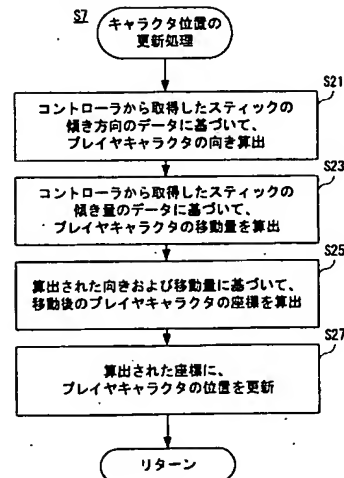 S7
キャラクタ位置の
更新処理
S21
コントローラから取得したスティックの
傾き方向のデータに基づいて、
プレイヤキャラクタの向き算出
S23
コントローラから取得したスティックの
傾き量のデータに基づいて、
プレイヤキャラクタの移動量を算出
S25
算出された向きおよび移動量に基づいて、
移動後のプレイヤキャラクタの座標を算出
S27
算出された座標に、
プレイヤキャラクタの位置を更新
リターン